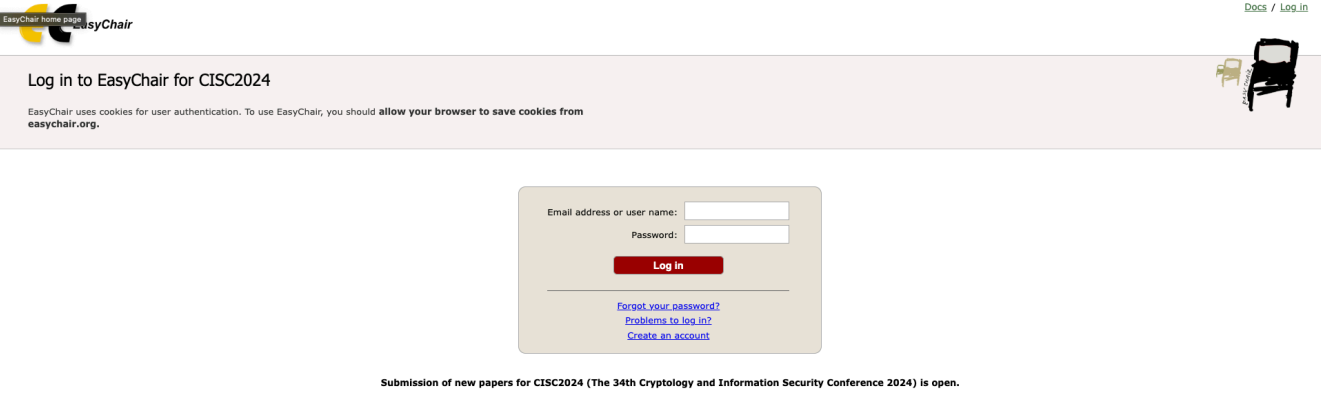 Docs / Log in
EasyChair home page
EasyChair
Log in to EasyChair for CISC2024
EasyChair uses cookies for user authentication. To use EasyChair, you should allow your browser to save cookies from
easychair.org.
Email address or user name:
Password:
Log in
Forgot your password?
Problems to log in?
Create an account
Submission of new papers for CISC2024 (The 34th Cryptology and Information Security Conference 2024) is open.